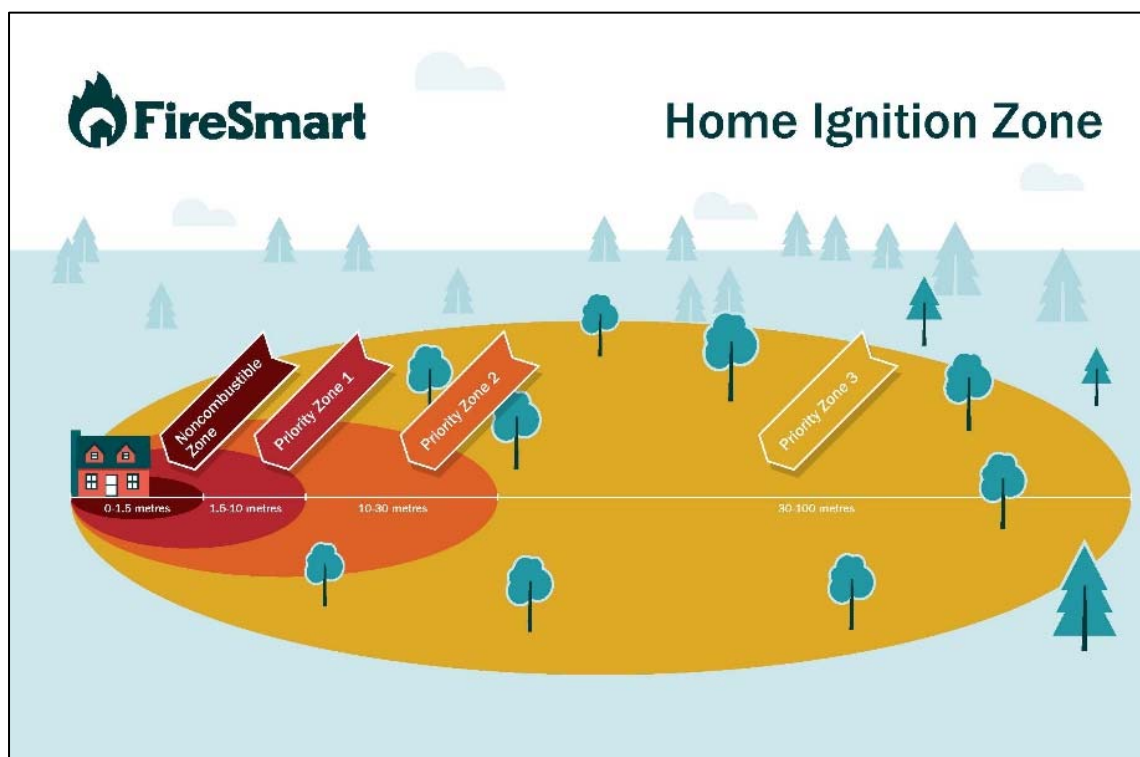 FireSmart
Home Ignition Zone
Noncombustible
Zone
Priority Zone 1
Priority Zone 2
Priority Zone 3
0-1.5 metres
1.5-10 metres
10-30 metres
30-100 metres